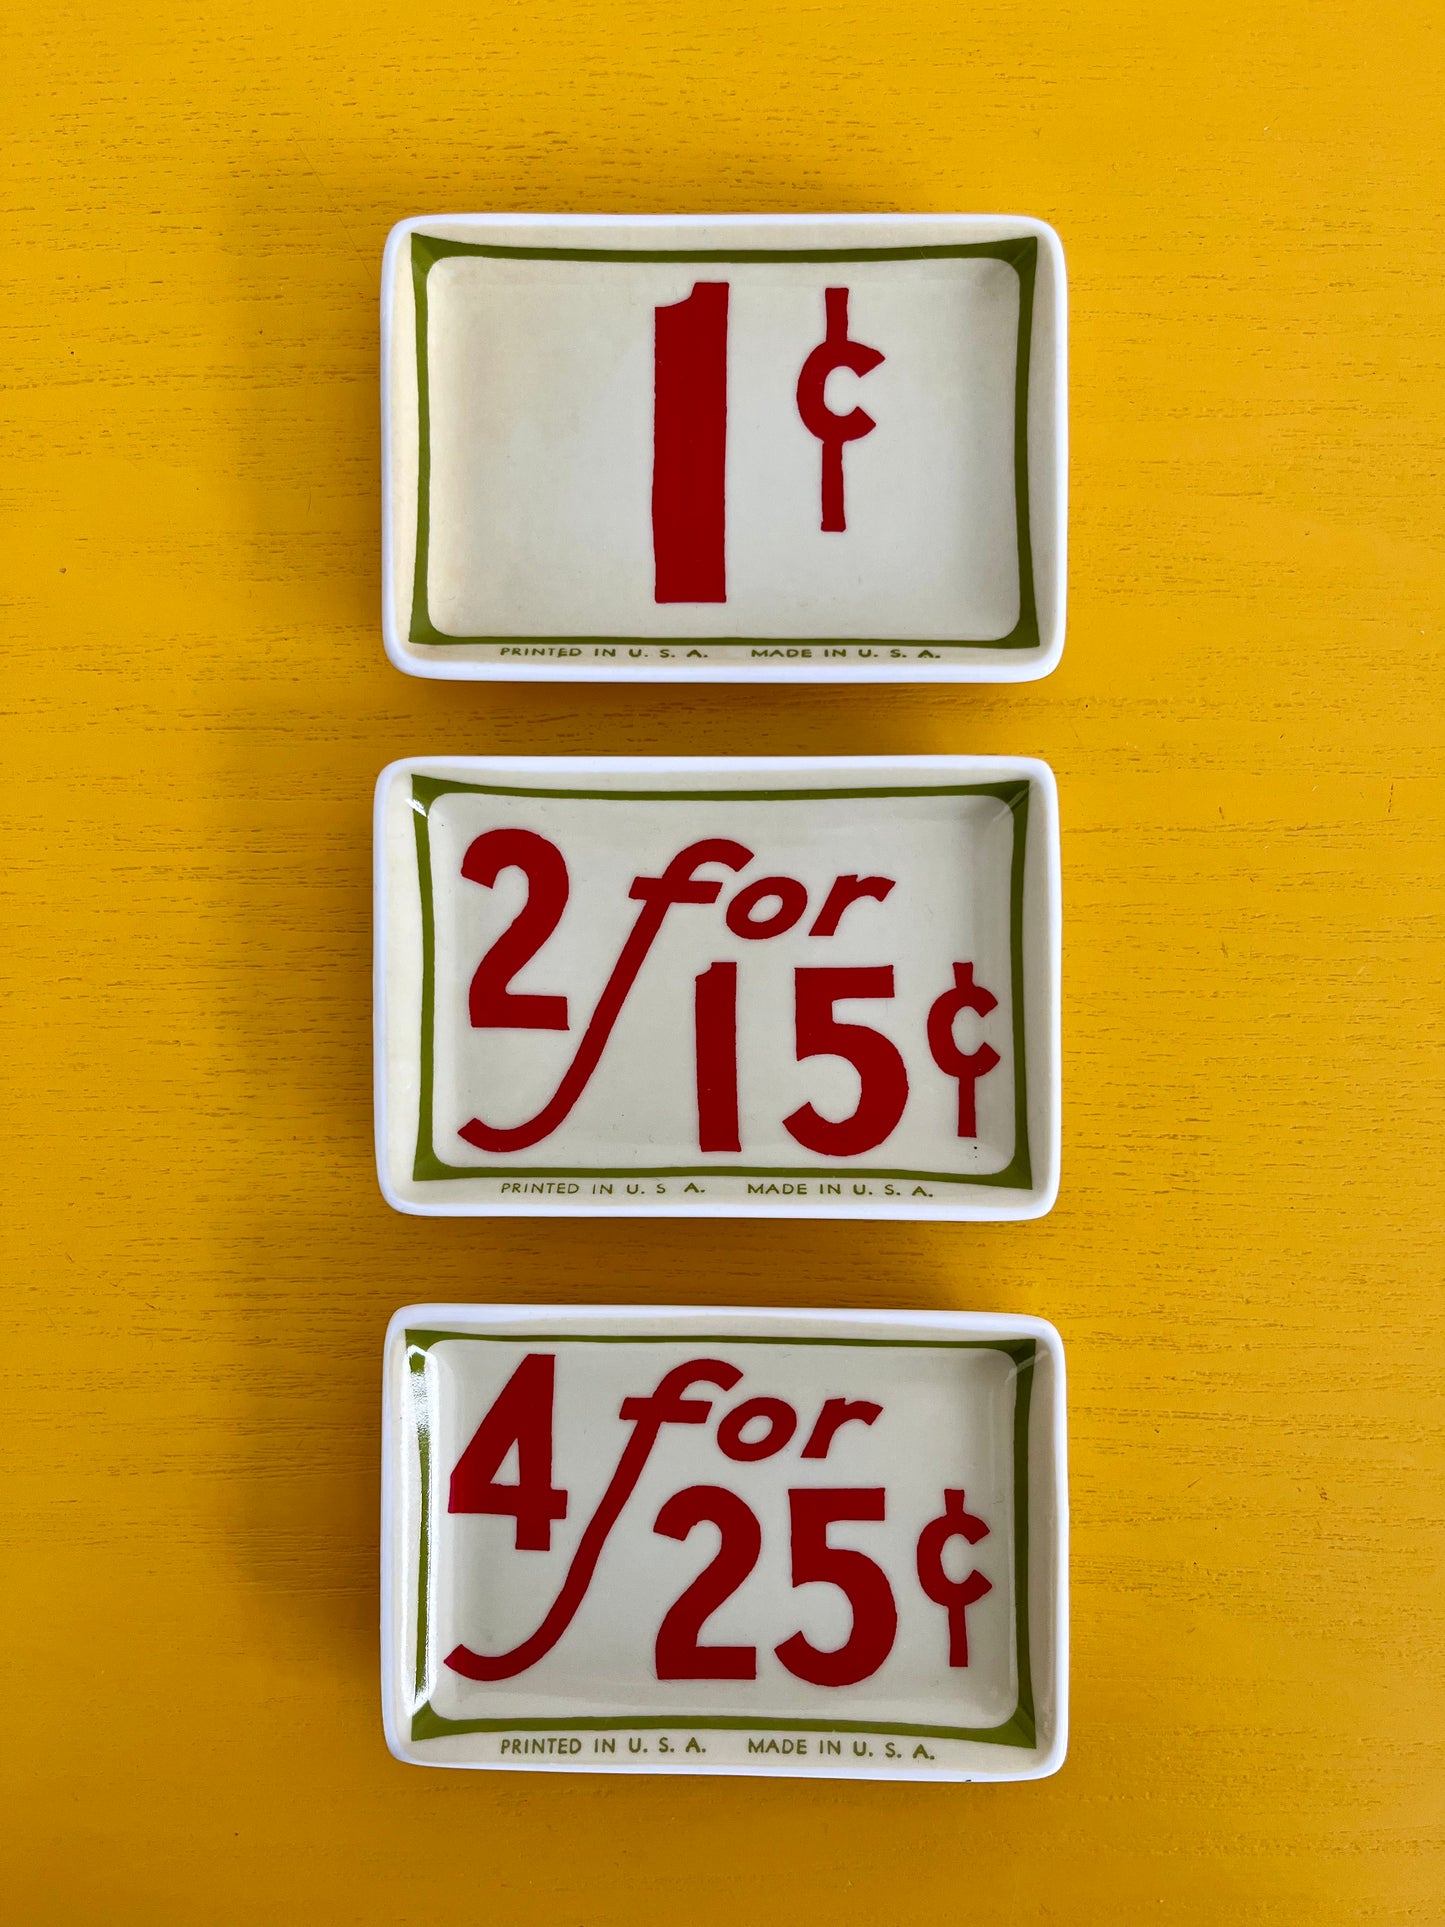 1¢
PRINTED IN U. S. A. MADE IN U. S. A.
2 for
15¢
PRINTED IN U. S A. MADE IN U. S. A.
4 for
25¢
PRINTED IN U. S. A. MADE IN U. S. A.